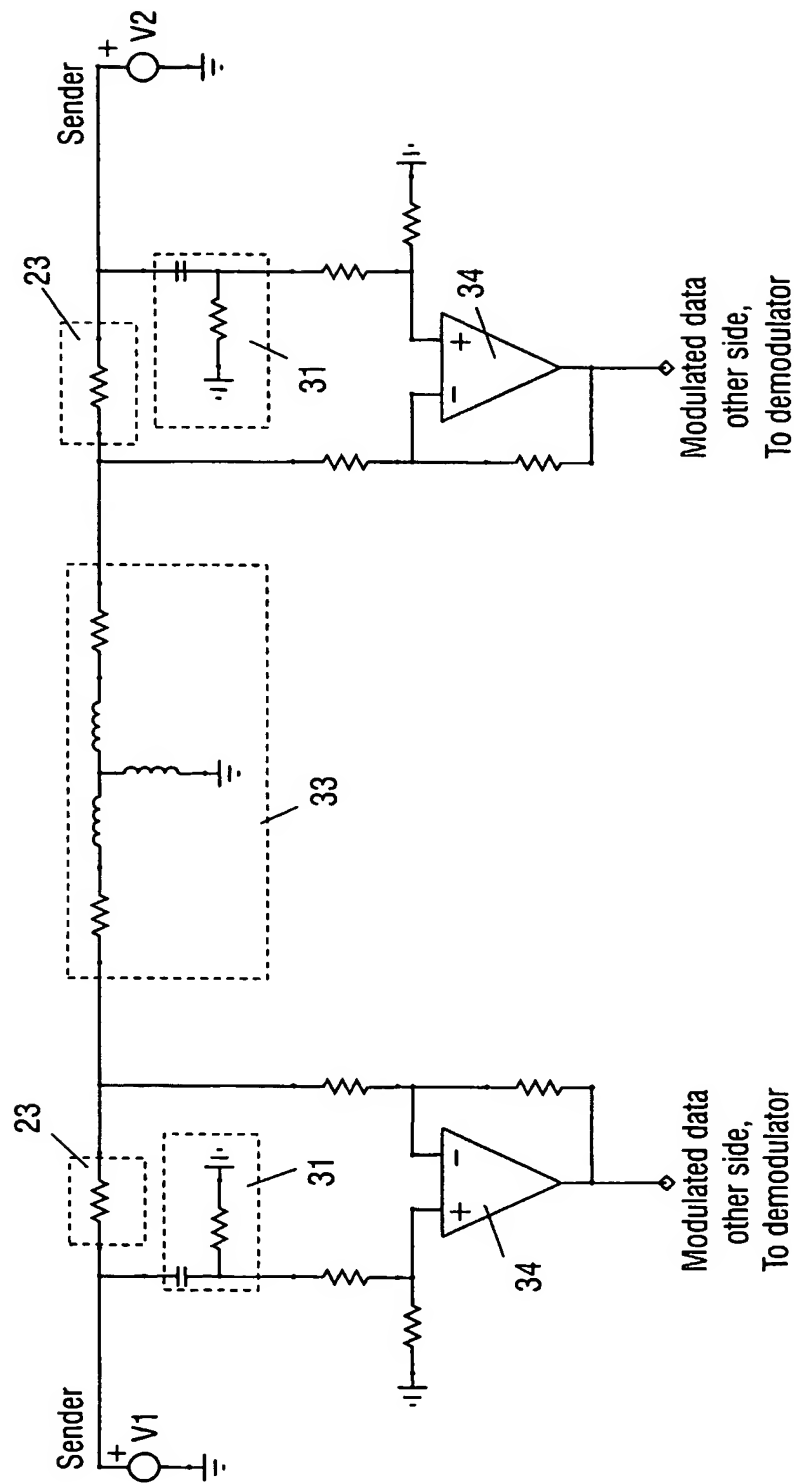 Sender
+
V1
23
31
+
−
34
Modulated data
other side,
To demodulator
33
23
Sender
+
V2
31
34
−
+
Modulated data
other side,
To demodulator